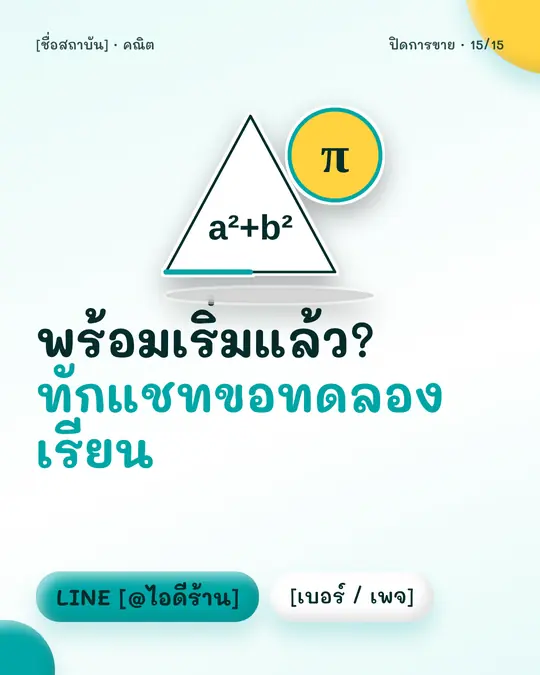 [ชื่อสถาบัน] · คณิต
ปิดการขาย · 15/15
π
a²+b²
พร้อมเริ่มแล้ว?
ทักแชทขอทดลอง
เรียน
LINE [@ไอดีร้าน]
[เบอร์ / เพจ]